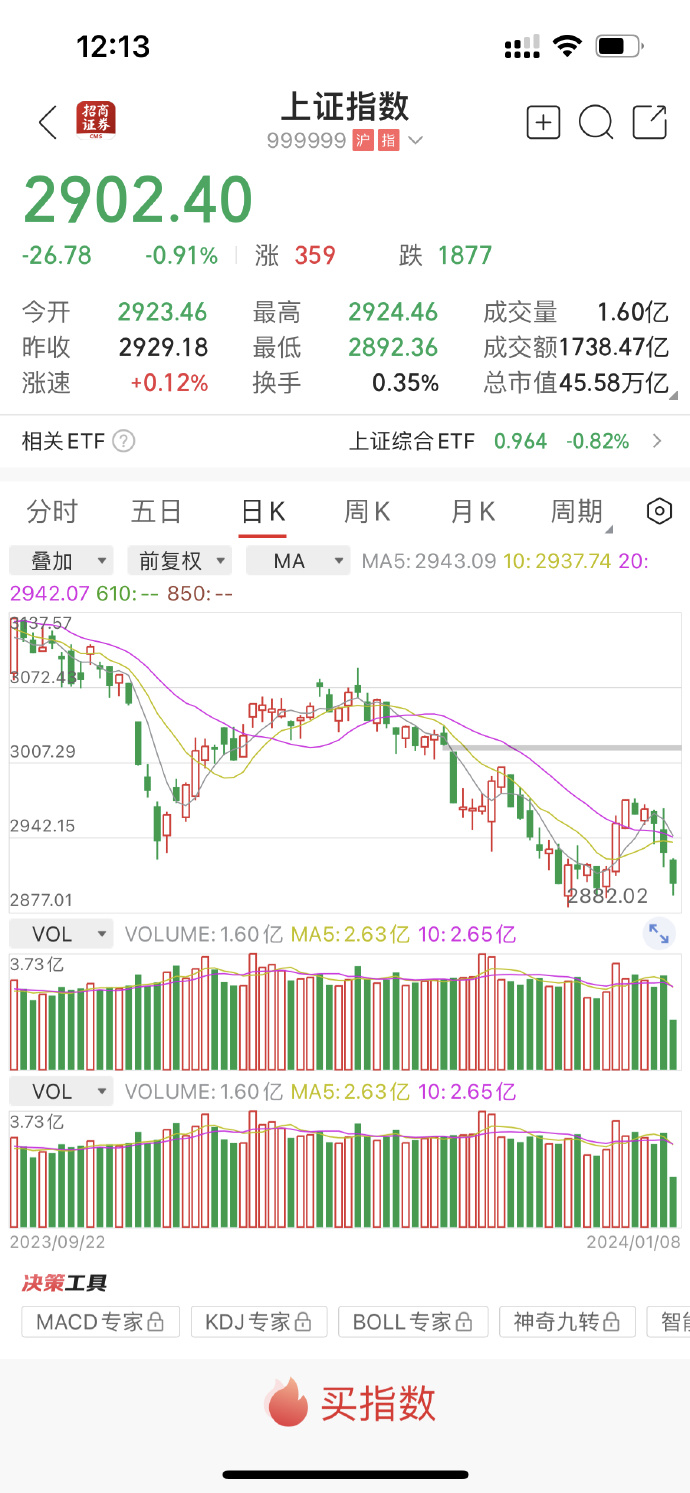 12:13
招商证券 CMS
上证指数
999999 沪 指
2902.40
-26.78 -0.91% 涨 359 跌 1877
今开 2923.46 最高 2924.46 成交量 1.60亿
昨收 2929.18 最低 2892.36 成交额1738.47亿
涨速 +0.12% 换手 0.35% 总市值45.58万亿
相关ETF ? 上证综合ETF 0.964 -0.82%
分时 五日 日K 周K 月K 周期
叠加 前复权 MA MA5:2943.09 10:2937.74 20:
2942.07 610:-- 850:--
3137.57
3072.43
3007.29
2942.15
2877.01
2882.02
VOL VOLUME:1.60亿 MA5:2.63亿 10:2.65亿
3.73亿
VOL VOLUME:1.60亿 MA5:2.63亿 10:2.65亿
3.73亿
2023/09/22 2024/01/08
决策工具
MACD专家 KDJ专家 BOLL专家 神奇九转 智能
买指数